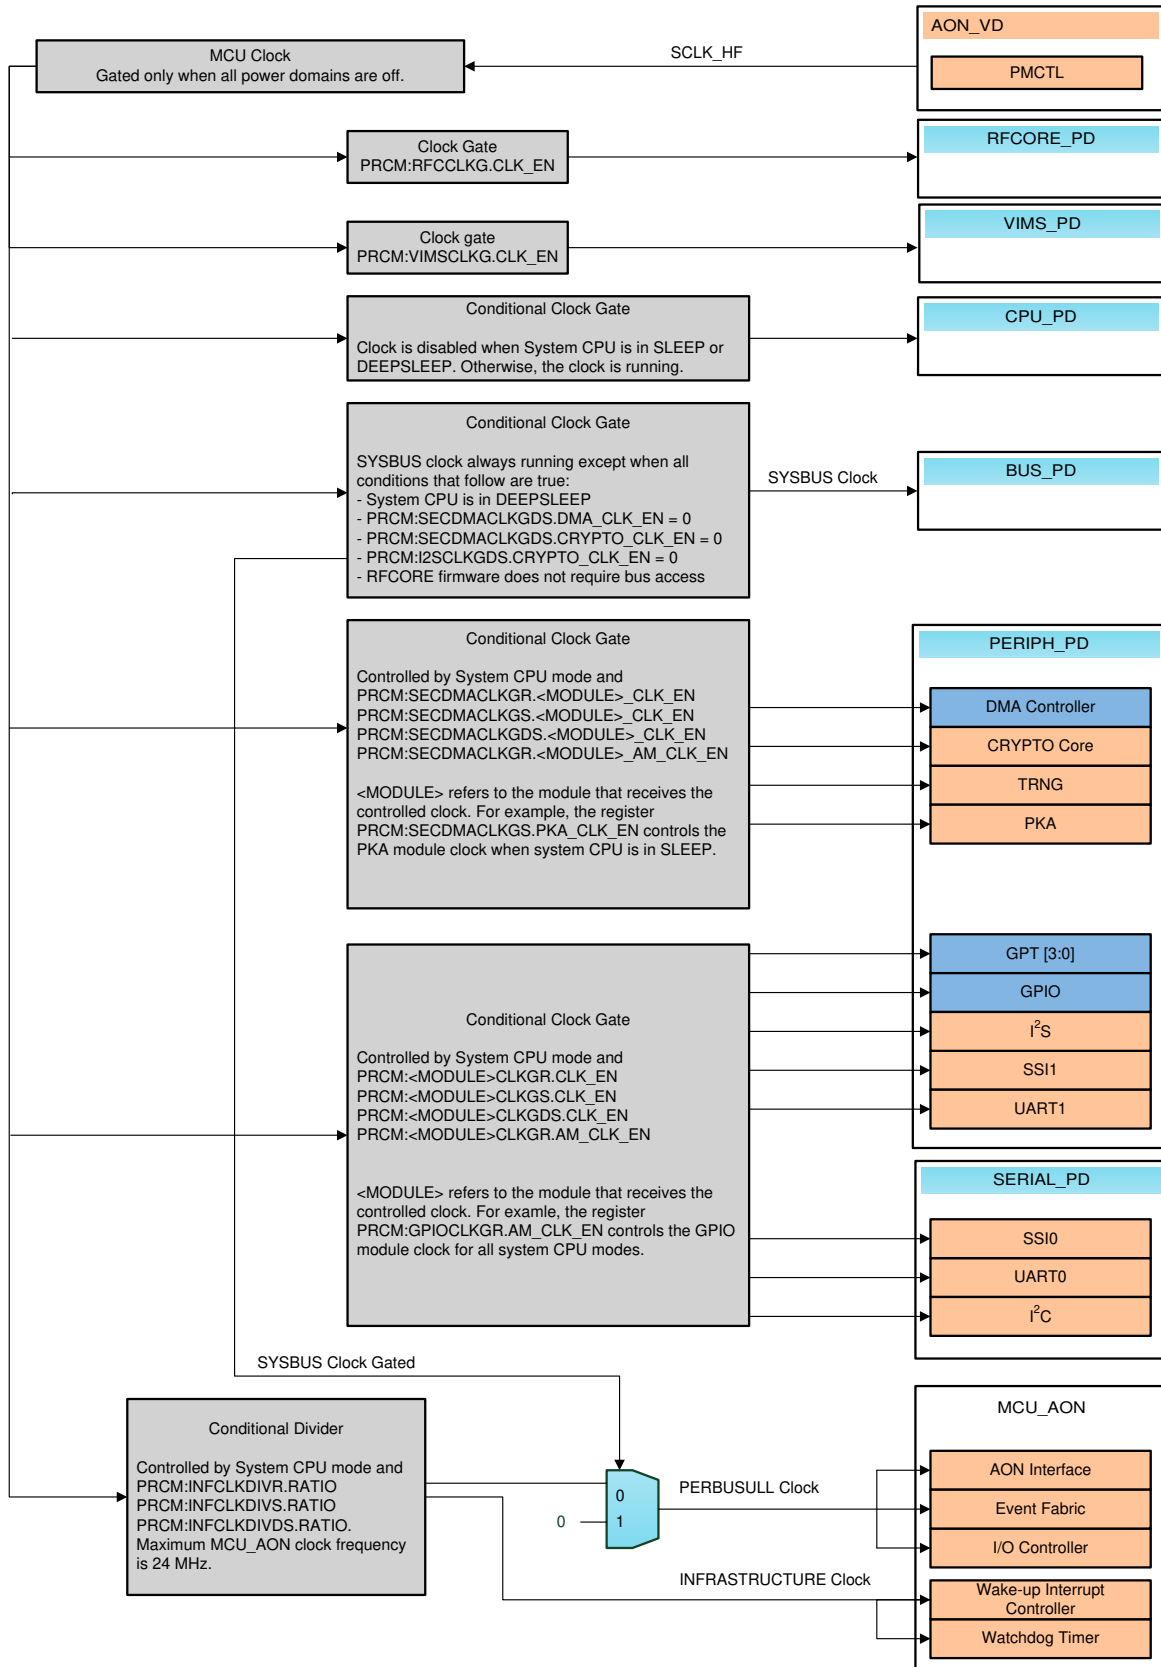 AON_VD
MCU Clock
Gated only when all power domains are off.
SCLK_HF
PMCTL
Clock Gate
PRCM:RFCCLKG.CLK_EN
RFCORE_PD
Clock gate
PRCM:VIMSCLKG.CLK_EN
VIMS_PD
Conditional Clock Gate
Clock is disabled when System CPU is in SLEEP or
DEEPSLEEP. Otherwise, the clock is running.
CPU_PD
Conditional Clock Gate
SYSBUS clock always running except when all
conditions that follow are true:
- System CPU is in DEEPSLEEP
- PRCM:SECDMACLKGDS.DMA_CLK_EN = 0
- PRCM:SECDMACLKGDS.CRYPTO_CLK_EN = 0
- PRCM:I2SCLKGDS.CRYPTO_CLK_EN = 0
- RFCORE firmware does not require bus access
SYSBUS Clock
BUS_PD
Conditional Clock Gate
Controlled by System CPU mode and
PRCM:SECDMACLKGR.<MODULE>_CLK_EN
PRCM:SECDMACLKGS.<MODULE>_CLK_EN
PRCM:SECDMACLKGDS.<MODULE>_CLK_EN
PRCM:SECDMACLKGR.<MODULE>_AM_CLK_EN
<MODULE> refers to the module that receives the
controlled clock. For example, the register
PRCM:SECDMACLKGS.PKA_CLK_EN controls the
PKA module clock when system CPU is in SLEEP.
PERIPH_PD
DMA Controller
CRYPTO Core
TRNG
PKA
Conditional Clock Gate
Controlled by System CPU mode and
PRCM:<MODULE>CLKGR.CLK_EN
PRCM:<MODULE>CLKGS.CLK_EN
PRCM:<MODULE>CLKGDS.CLK_EN
PRCM:<MODULE>CLKGR.AM_CLK_EN
<MODULE> refers to the module that receives the
controlled clock. For examle, the register
PRCM:GPIOCLKGR.AM_CLK_EN controls the GPIO
module clock for all system CPU modes.
GPT [3:0]
GPIO
I²S
SSI1
UART1
SERIAL_PD
SSI0
UART0
I²C
SYSBUS Clock Gated
Conditional Divider
Controlled by System CPU mode and
PRCM:INFCLKDIVR.RATIO
PRCM:INFCLKDIVS.RATIO
PRCM:INFCLKDIVDS.RATIO.
Maximum MCU_AON clock frequency
is 24 MHz.
0
0
1
PERBUSULL Clock
INFRASTRUCTURE Clock
MCU_AON
AON Interface
Event Fabric
I/O Controller
Wake-up Interrupt
Controller
Watchdog Timer